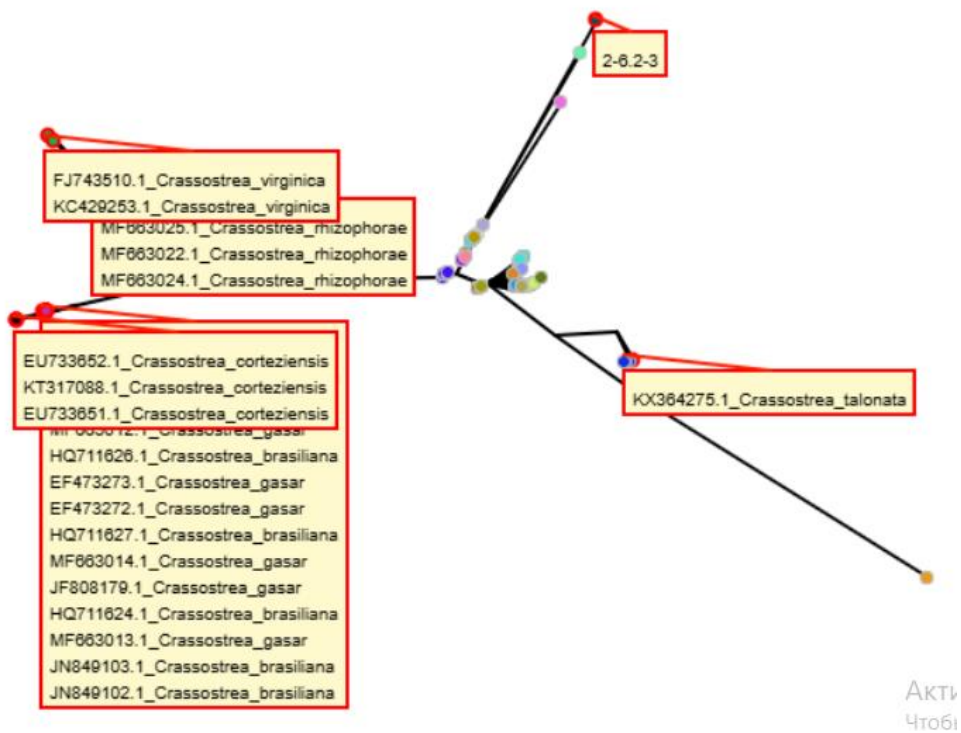 2-6.2-3
FJ743510.1_Crassostrea_virginica
KC429253.1_Crassostrea_virginica
MF663025.1_Crassostrea_rhizophorae
MF663022.1_Crassostrea_rhizophorae
MF663024.1_Crassostrea_rhizophorae
EU733652.1_Crassostrea_corteziensis
KT317088.1_Crassostrea_corteziensis
EU733651.1_Crassostrea_corteziensis
KX364275.1_Crassostrea_talonata
MF663012.1_Crassostrea_gasar
HQ711626.1_Crassostrea_brasiliana
EF473273.1_Crassostrea_gasar
EF473272.1_Crassostrea_gasar
HQ711627.1_Crassostrea_brasiliana
MF663014.1_Crassostrea_gasar
JF808179.1_Crassostrea_gasar
HQ711624.1_Crassostrea_brasiliana
MF663013.1_Crassostrea_gasar
JN849103.1_Crassostrea_brasiliana
JN849102.1_Crassostrea_brasiliana
Акти
Чтобы